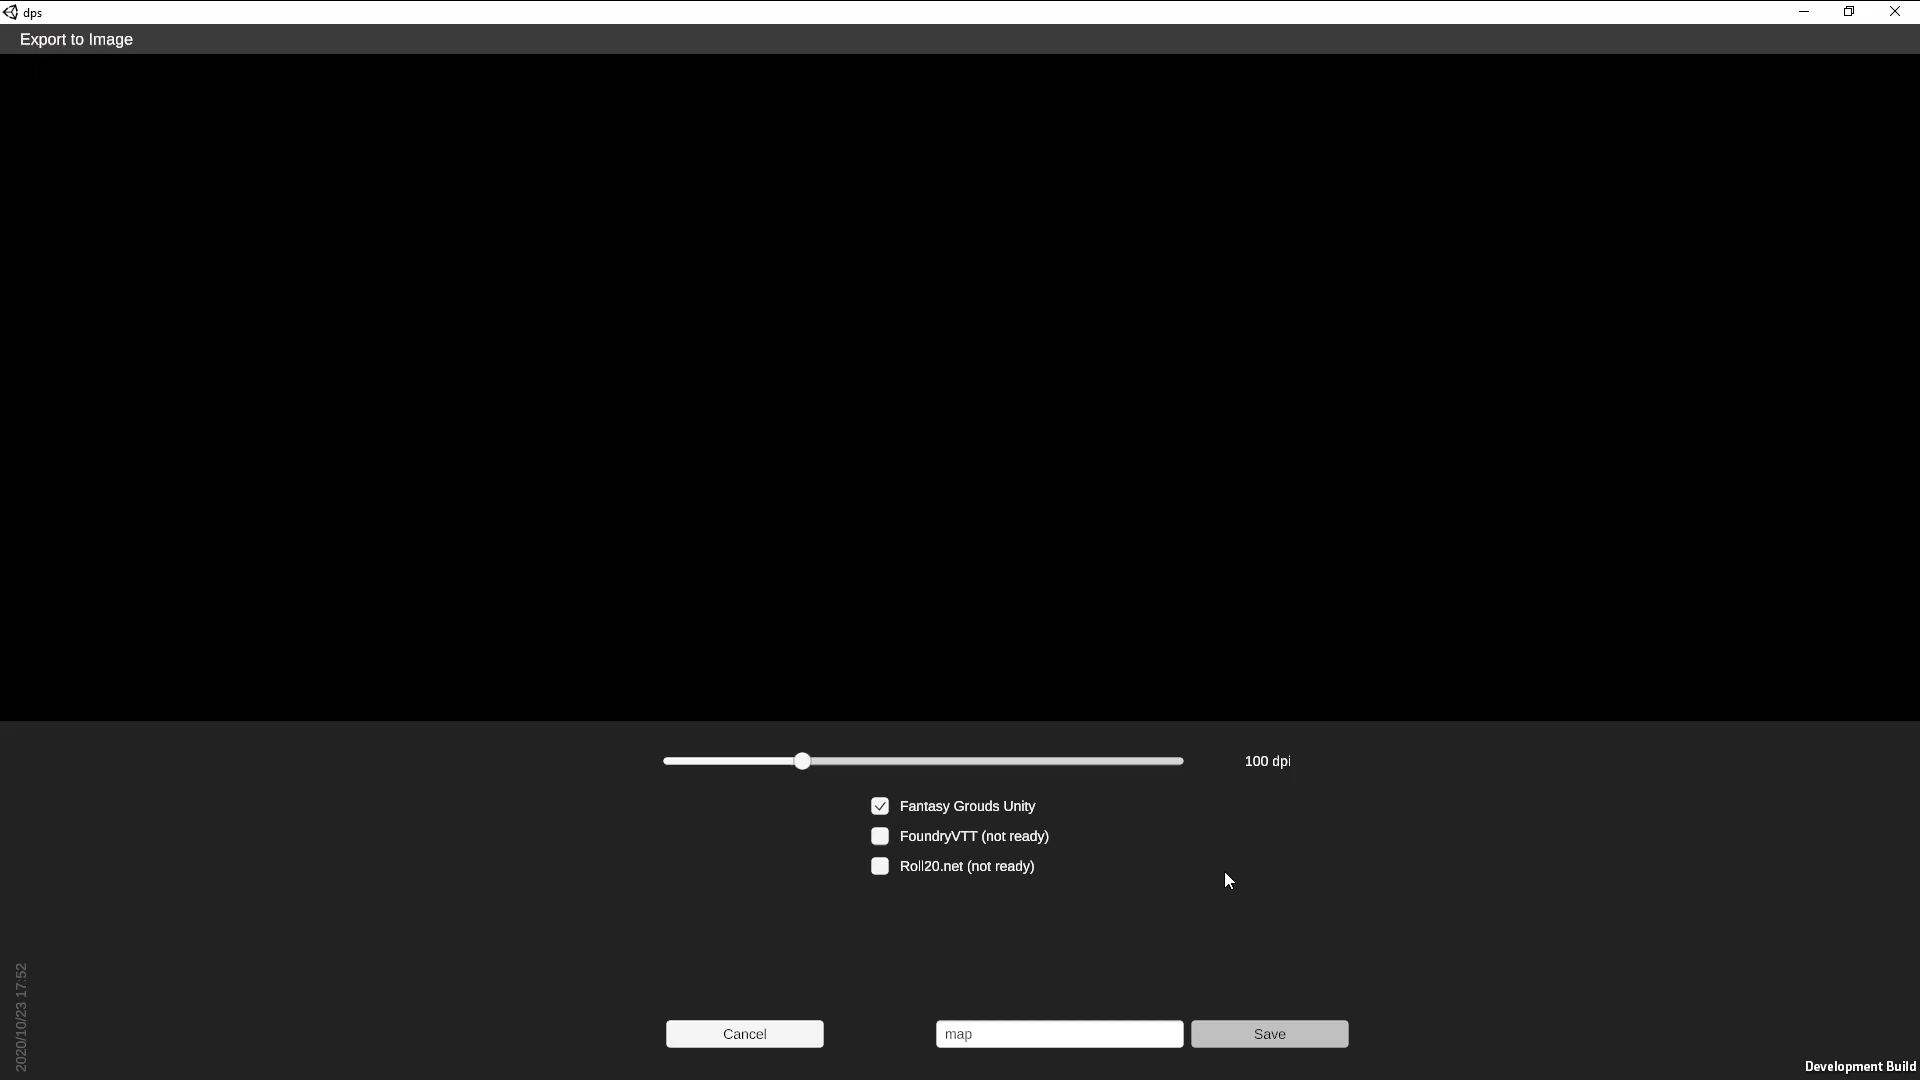 dps
Export to Image
100 dpi
Fantasy Grouds Unity
FoundryVTT (not ready)
Roll20.net (not ready)
2020/10/23 17:52
Cancel
map
Save
Development Build